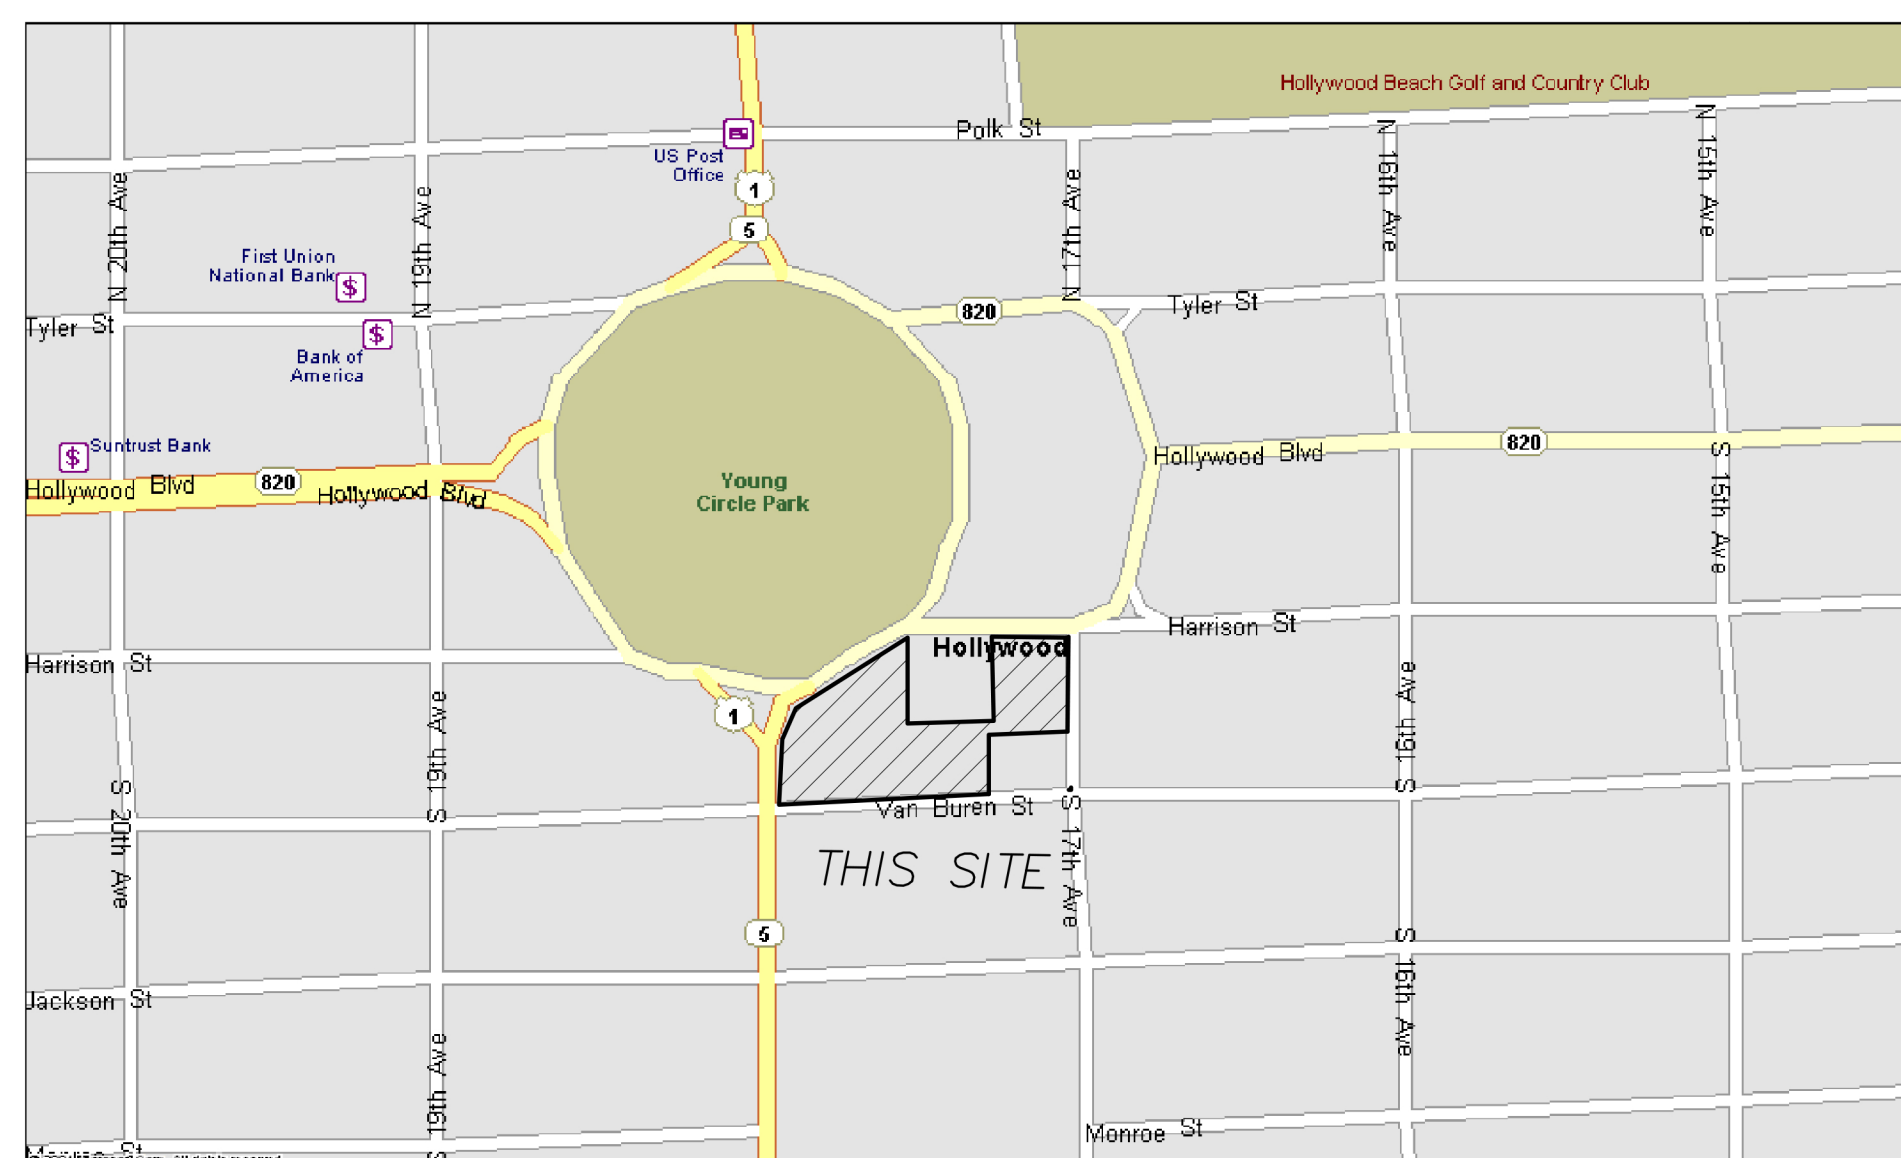 Hollywood Beach Golf and Country Club
Polk St
US Post
Office
1
5
N 20th Ave
N 19th Ave
N 17th Ave
N 16th Ave
N 15th Ave
First Union
National Bank
$
820
Tyler St
Tyler St
$
Bank of
America
$
Suntrust Bank
Hollywood Blvd
820
Hollywood Blvd
Young
Circle Park
Hollywood Blvd
820
S 15th Ave
Harrison St
Hollywood
Harrison St
1
S 19th Ave
S 16th Ave
S 20th Ave
Van Buren St
S 17th Ave
THIS SITE
5
S 16th Ave
Jackson St
19th Ave
S
Monroe St
St